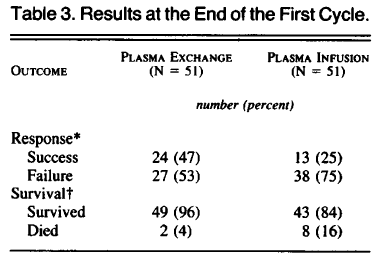 Table 3. Results at the End of the First Cycle.
OUTCOME PLASMA EXCHANGE (N = 51) PLASMA INFUSION (N = 51)
number (percent)
Response*
Success 24 (47) 13 (25)
Failure 27 (53) 38 (75)
Survival†
Survived 49 (96) 43 (84)
Died 2 (4) 8 (16)